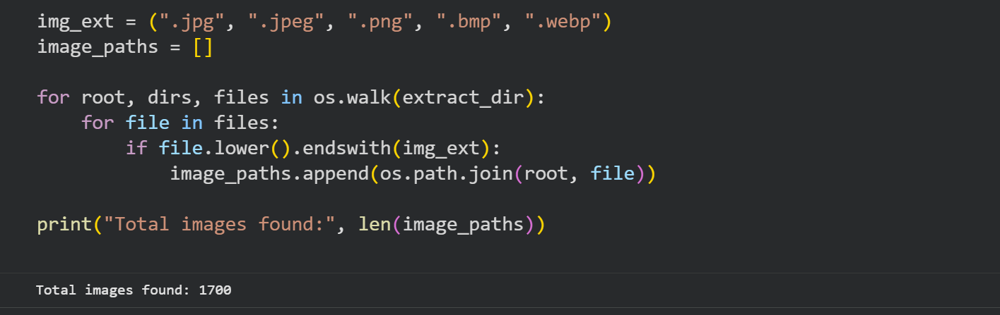 img_ext = (".jpg", ".jpeg", ".png", ".bmp", ".webp")
image_paths = []

for root, dirs, files in os.walk(extract_dir):
    for file in files:
        if file.lower().endswith(img_ext):
            image_paths.append(os.path.join(root, file))

print("Total images found:", len(image_paths))

Total images found: 1700